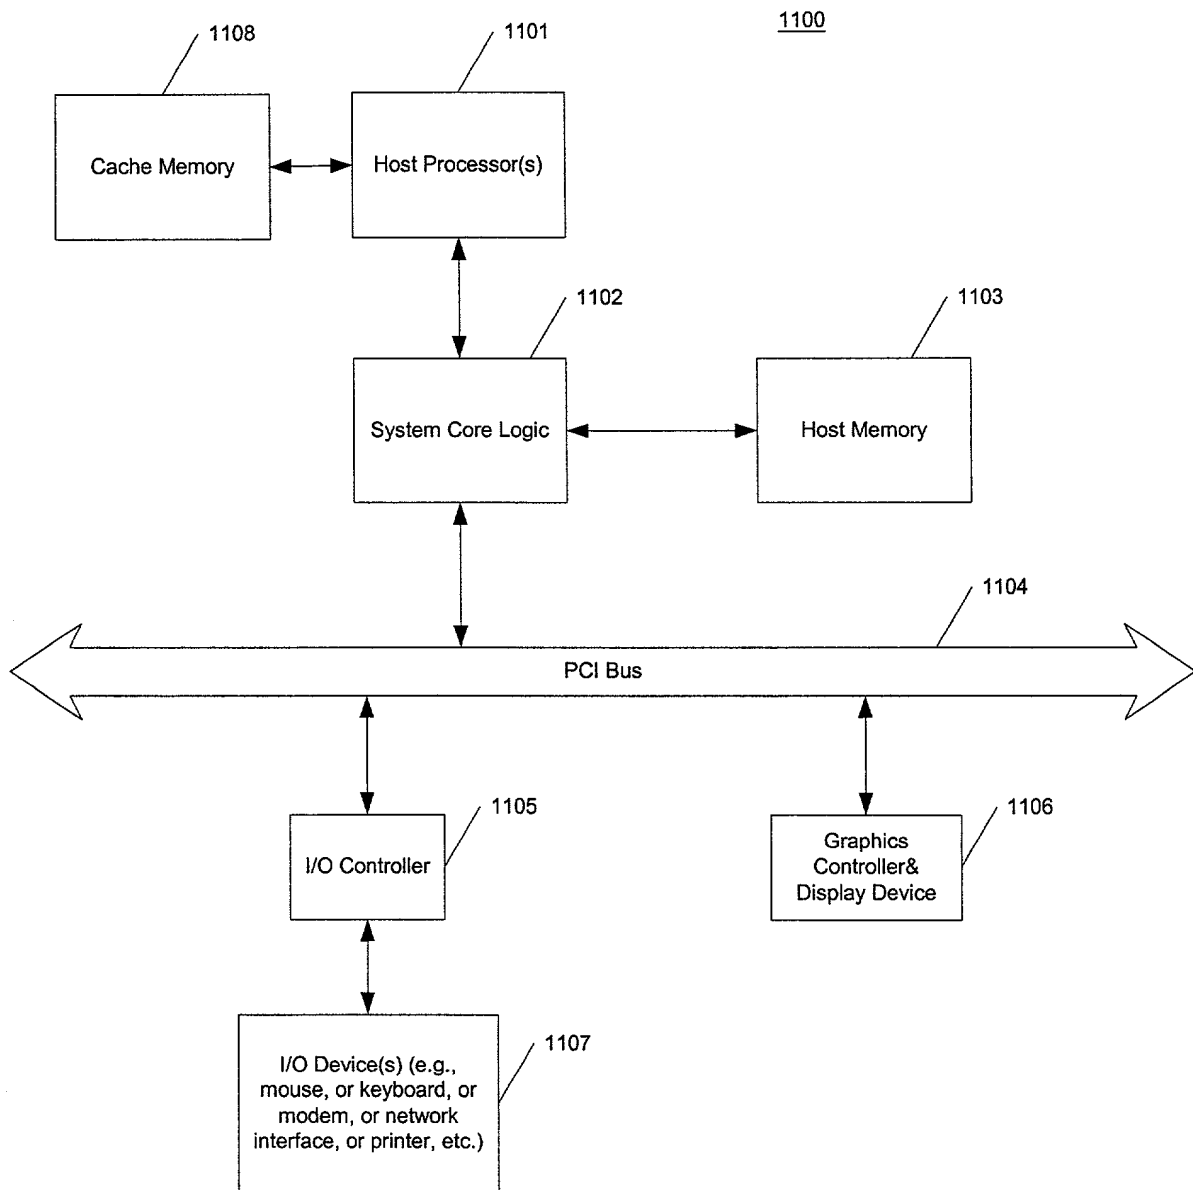 1100
1108
1101
Cache Memory
Host Processor(s)
1102
1103
System Core Logic
Host Memory
1104
PCI Bus
1105
1106
I/O Controller
Graphics
Controller&
Display Device
1107
I/O Device(s) (e.g.,
mouse, or keyboard, or
modem, or network
interface, or printer, etc.)